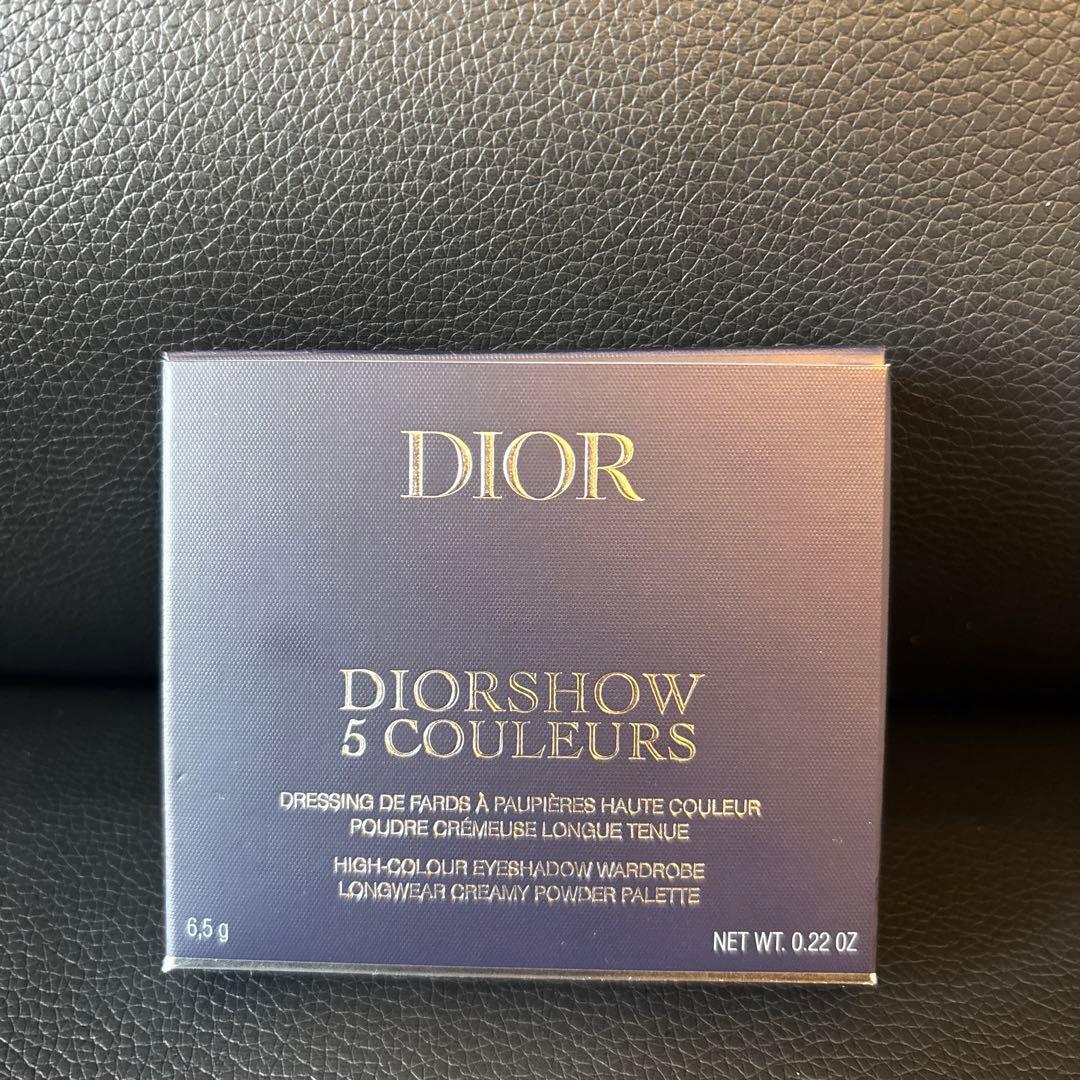 DIOR
DIORSHOW
5 COULEURS
DRESSING DE FARDS À PAUPIÈRES HAUTE COULEUR
POUDRE CRÉMEUSE LONGUE TENUE
HIGH-COLOUR EYESHADOW WARDROBE
LONGWEAR CREAMY POWDER PALETTE
6,5 g
NET WT. 0.22 OZ